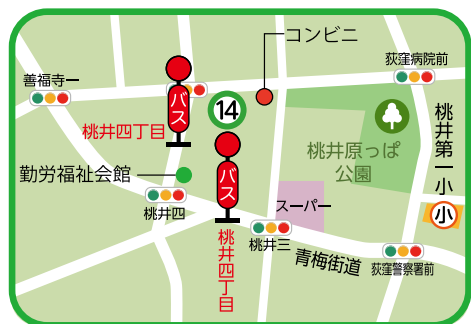 コンビニ
荻窪病院前
善福寺一
バス
14
桃井四丁目
桃井原っぱ
公園
桃井第一小
小
勤労福祉会館
バス
スーパー
桃井四
桃井三
桃井四丁目
青梅街道
荻窪警察署前